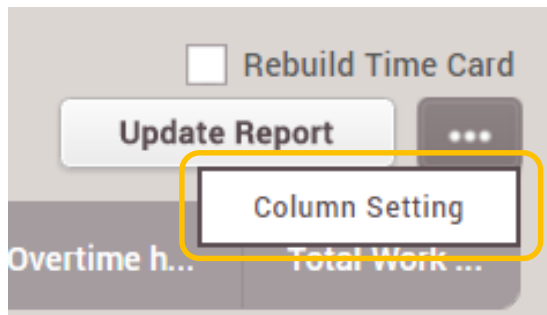 Rebuild Time Card
Update Report
...
Column Setting
Overtime h...
Total Work ...